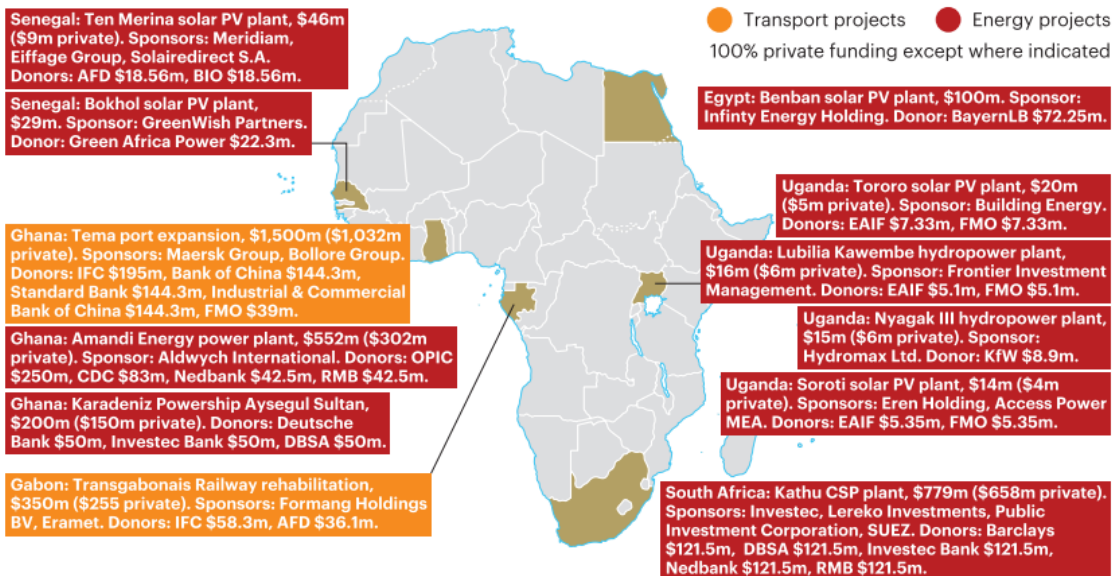 Senegal: Ten Merina solar PV plant, $46m
($9m private). Sponsors: Meridiam,
Eiffage Group, Solairedirect S.A.
Donors: AFD $18.56m, BIO $18.56m.
Senegal: Bokhol solar PV plant,
$29m. Sponsor: GreenWish Partners.
Donor: Green Africa Power $22.3m.
Ghana: Tema port expansion, $1,500m ($1,032m
private). Sponsors: Maersk Group, Bollore Group.
Donors: IFC $195m, Bank of China $144.3m,
Standard Bank $144.3m, Industrial & Commercial
Bank of China $144.3m, FMO $39m.
Ghana: Amandi Energy power plant, $552m ($302m
private). Sponsor: Aldwych International. Donors: OPIC
$250m, CDC $83m, Nedbank $42.5m, RMB $42.5m.
Ghana: Karadeniz Powership Aysegul Sultan,
$200m ($150m private). Donors: Deutsche
Bank $50m, Investec Bank $50m, DBSA $50m.
Gabon: Transgabonais Railway rehabilitation,
$350m ($255 private). Sponsors: Formang Holdings
BV, Eramet. Donors: IFC $58.3m, AFD $36.1m.
Transport projects
Energy projects
100% private funding except where indicated
Egypt: Benban solar PV plant, $100m. Sponsor:
Infinty Energy Holding. Donor: BayernLB $72.25m.
Uganda: Tororo solar PV plant, $20m
($5m private). Sponsor: Building Energy.
Donors: EAIF $7.33m, FMO $7.33m.
Uganda: Lubilia Kawembe hydropower plant,
$16m ($6m private). Sponsor: Frontier Investment
Management. Donors: EAIF $5.1m, FMO $5.1m.
Uganda: Nyagak III hydropower plant,
$15m ($6m private). Sponsor:
Hydromax Ltd. Donor: KfW $8.9m.
Uganda: Soroti solar PV plant, $14m ($4m
private). Sponsors: Eren Holding, Access Power
MEA. Donors: EAIF $5.35m, FMO $5.35m.
South Africa: Kathu CSP plant, $779m ($658m private).
Sponsors: Investec, Lereko Investments, Public
Investment Corporation, SUEZ. Donors: Barclays
$121.5m, DBSA $121.5m, Investec Bank $121.5m,
Nedbank $121.5m, RMB $121.5m.